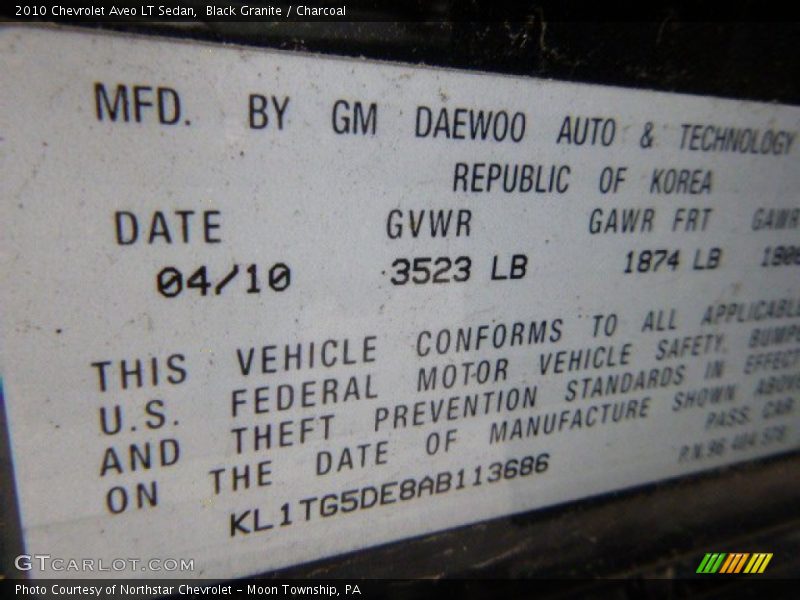 2010 Chevrolet Aveo LT Sedan, Black Granite / Charcoal
MFD. BY GM DAEWOO AUTO & TECHNOLOGY
REPUBLIC OF KOREA
DATE GVWR GAWR FRT GAWR
04/10 3523 LB 1874 LB
THIS VEHICLE CONFORMS TO ALL APPLICABLE
U.S. FEDERAL MOTOR VEHICLE SAFETY, BUMPE
AND THEFT PREVENTION STANDARDS IN EFFECT
ON THE DATE OF MANUFACTURE SHOWN ABOVE
PASS. CAR
KL1TG5DE8AB113686
GTCARLOT.COM
Photo Courtesy of Northstar Chevrolet – Moon Township, PA